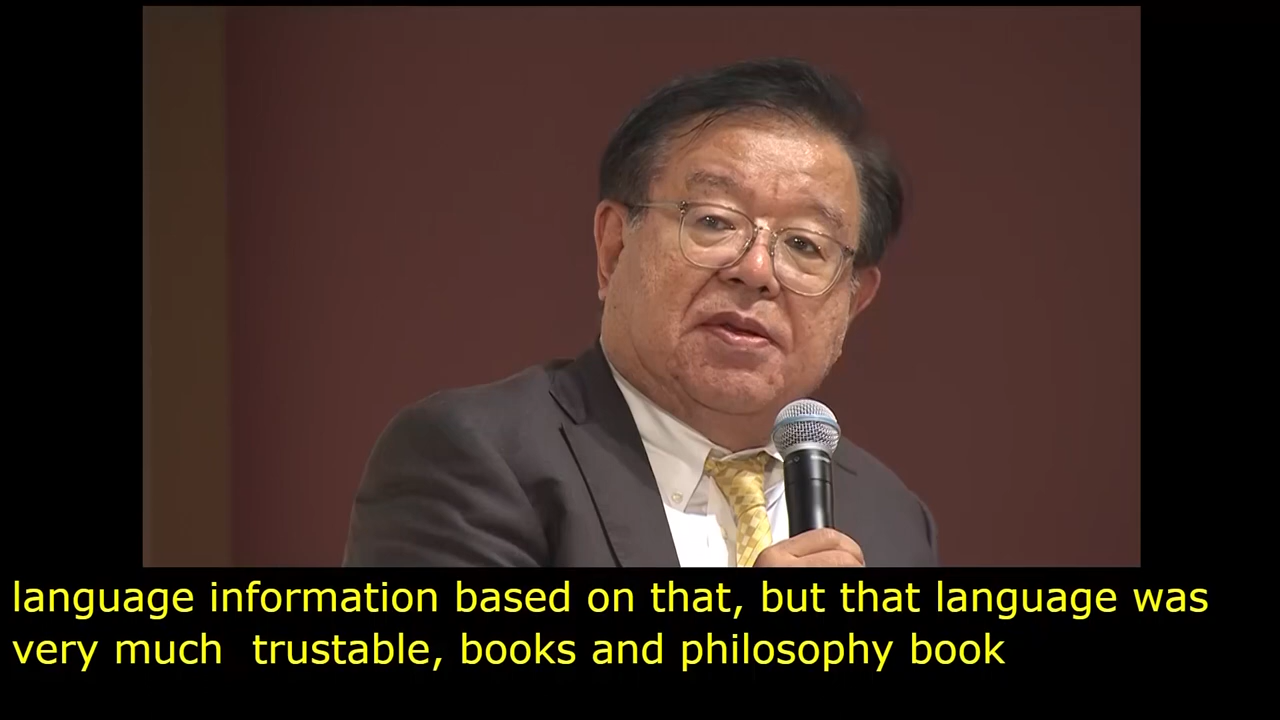 language information based on that, but that language was
very much  trustable, books and philosophy book